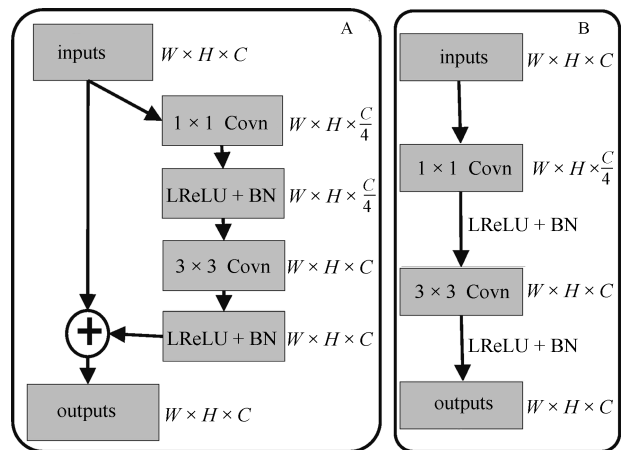 A
inputs W × H × C
1 × 1 Covn W × H × C/4
LReLU + BN W × H × C/4
3 × 3 Covn W × H × C
LReLU + BN W × H × C
+
outputs W × H × C
B
inputs W × H × C
1 × 1 Covn W × H × C/4
LReLU + BN
3 × 3 Covn W × H × C
LReLU + BN
outputs W × H × C